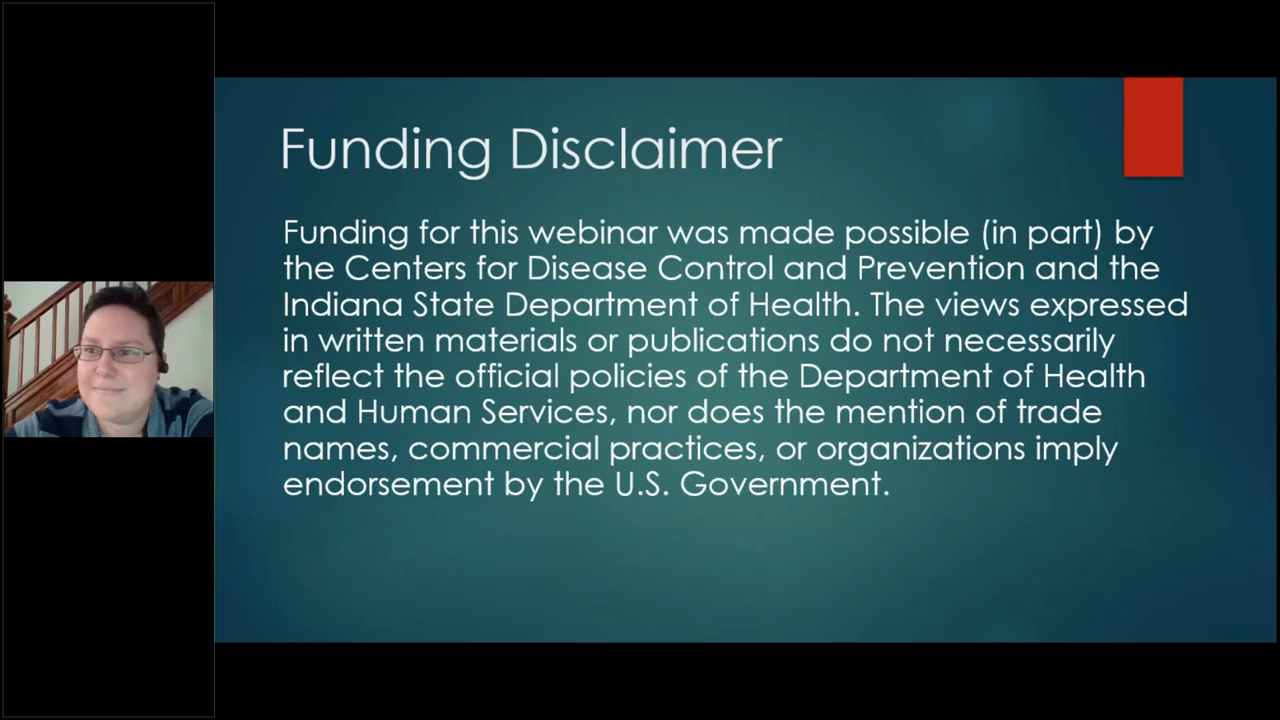 Funding Disclaimer
Funding for this webinar was made possible (in part) by
the Centers for Disease Control and Prevention and the
Indiana State Department of Health. The views expressed
in written materials or publications do not necessarily
reflect the official policies of the Department of Health
and Human Services, nor does the mention of trade
names, commercial practices, or organizations imply
endorsement by the U.S. Government.